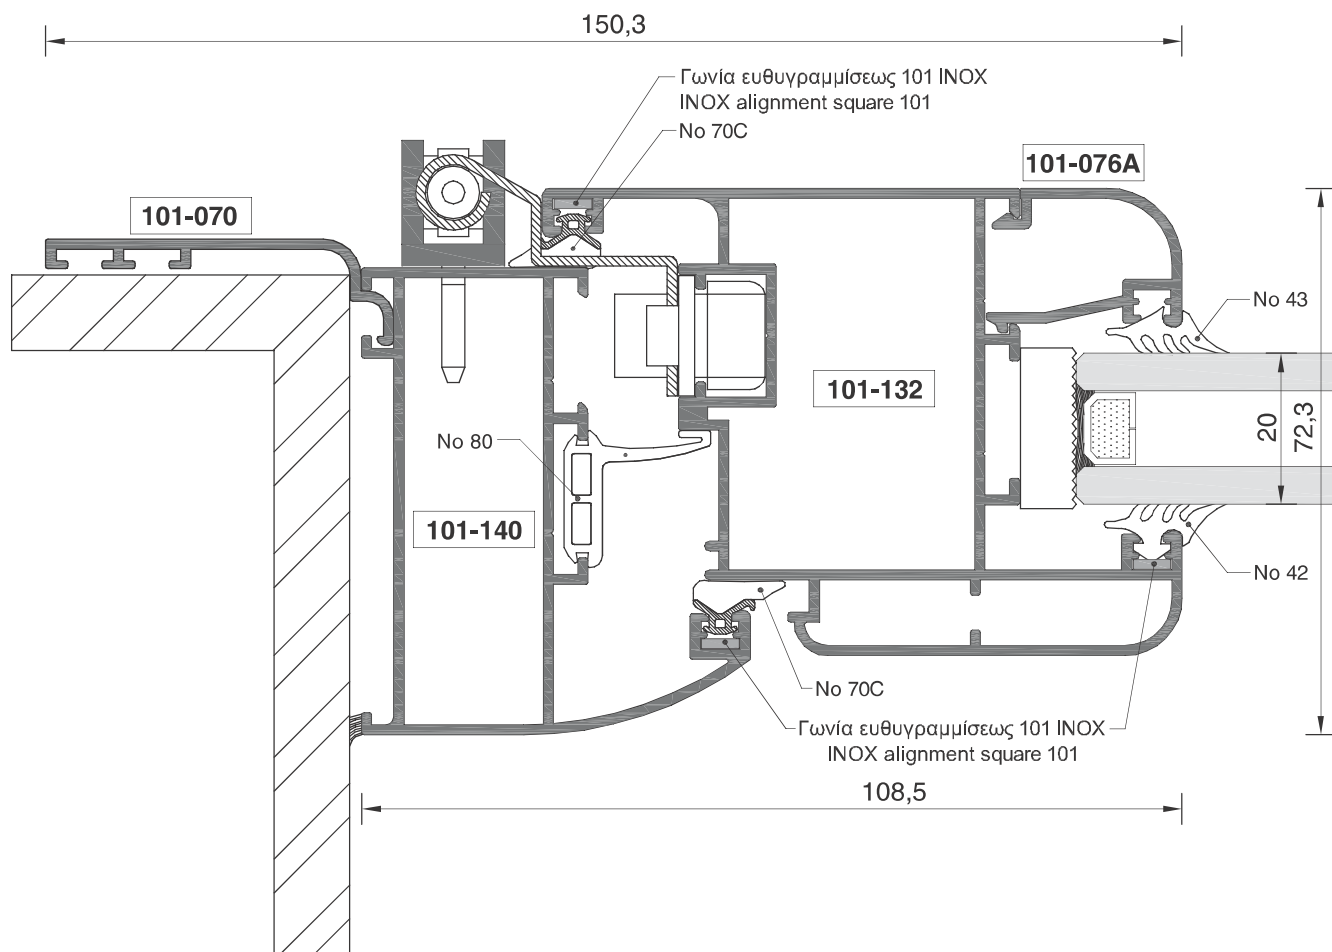 150,3
Γωνία ευθυγραμμίσεως 101 INOX
INOX alignment square 101
No 70C
101-076A
101-070
No 43
101-132
20
72,3
No 80
101-140
No 42
No 70C
Γωνία ευθυγραμμίσεως 101 INOX
INOX alignment square 101
108,5